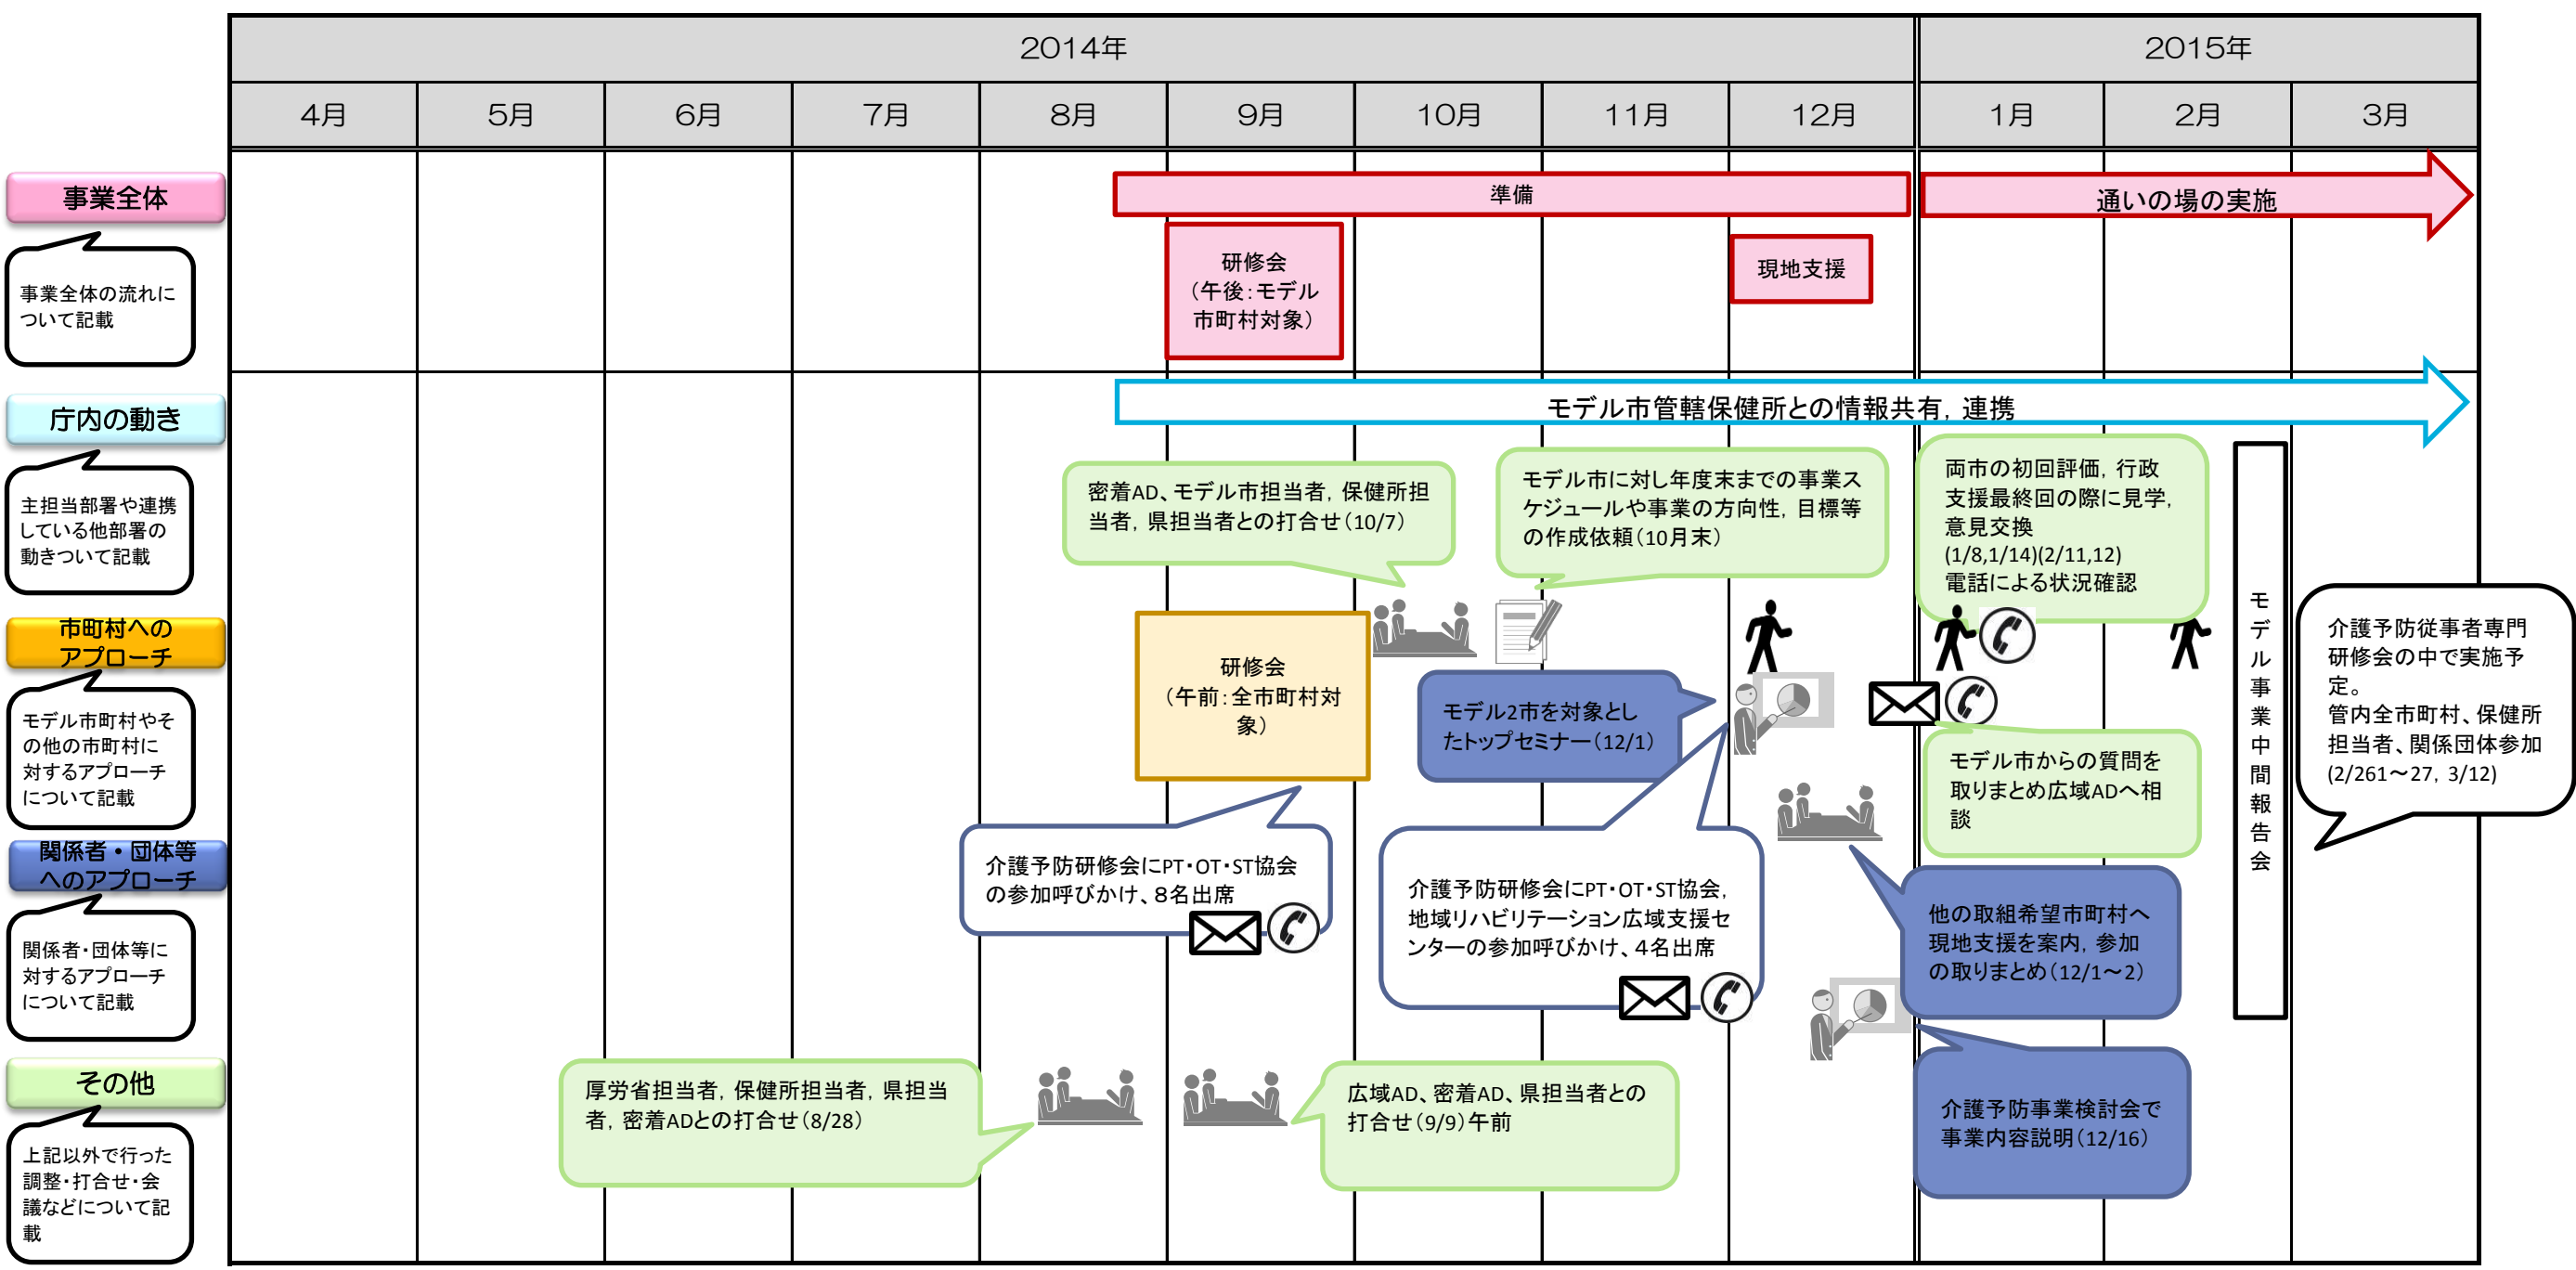 2014年
2015年
4月
5月
6月
7月
8月
9月
10月
11月
12月
1月
2月
3月
事業全体
準備
通いの場の実施
研修会
（午後：モデル
市町村対象）
現地支援
事業全体の流れに
ついて記載
庁内の動き
モデル市管轄保健所との情報共有，連携
主担当部署や連携
している他部署の
動きついて記載
密着AD、モデル市担当者，保健所担
当者，県担当者との打合せ（10/7）
モデル市に対し年度末までの事業ス
ケジュールや事業の方向性，目標等
の作成依頼（10月末）
両市の初回評価，行政
支援最終回の際に見学，
意見交換
(1/8,1/14)(2/11,12)
電話による状況確認
市町村への
アプローチ
モデル市町村やそ
の他の市町村に
対するアプローチ
について記載
研修会
（午前：全市町村対
象）
モデル2市を対象とし
たトップセミナー（12/1）
モデル市からの質問を
取りまとめ広域ADへ相
談
モデル事業中間報告会
介護予防従事者専門
研修会の中で実施予
定。
管内全市町村、保健所
担当者、関係団体参加
(2/261～27，3/12)
関係者・団体等
へのアプローチ
関係者・団体等に
対するアプローチ
について記載
介護予防研修会にPT・OT・ST協会
の参加呼びかけ、８名出席
介護予防研修会にPT・OT・ST協会，
地域リハビリテーション広域支援セ
ンターの参加呼びかけ、４名出席
他の取組希望市町村へ
現地支援を案内，参加
の取りまとめ（12/1～2）
その他
上記以外で行った
調整・打合せ・会
議などについて記
載
厚労省担当者，保健所担当者，県担当
者，密着ADとの打合せ（8/28）
広域AD、密着AD、県担当者との
打合せ（9/9）午前
介護予防事業検討会で
事業内容説明（12/16）